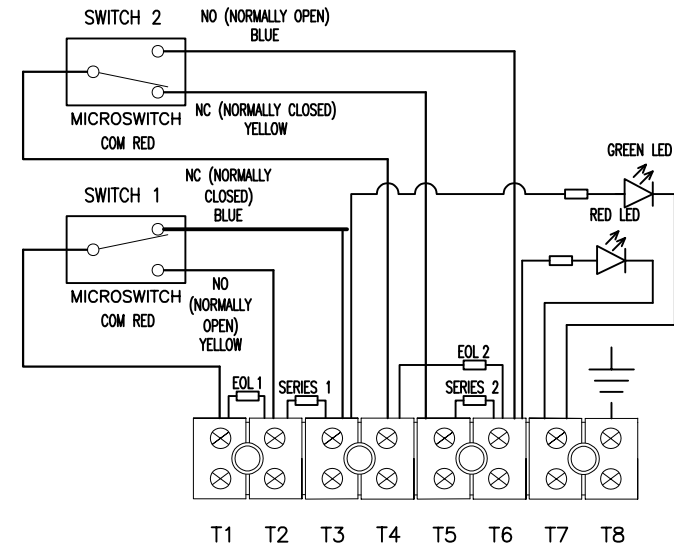 SWITCH 2
NO (NORMALLY OPEN)
BLUE
MICROSWITCH
COM RED
NC (NORMALLY CLOSED)
YELLOW
GREEN LED
RED LED
SWITCH 1
NC (NORMALLY
CLOSED)
BLUE
MICROSWITCH
COM RED
NO
(NORMALLY
OPEN)
YELLOW
EOL 1
SERIES 1
EOL 2
SERIES 2
T1 T2 T3 T4 T5 T6 T7 T8